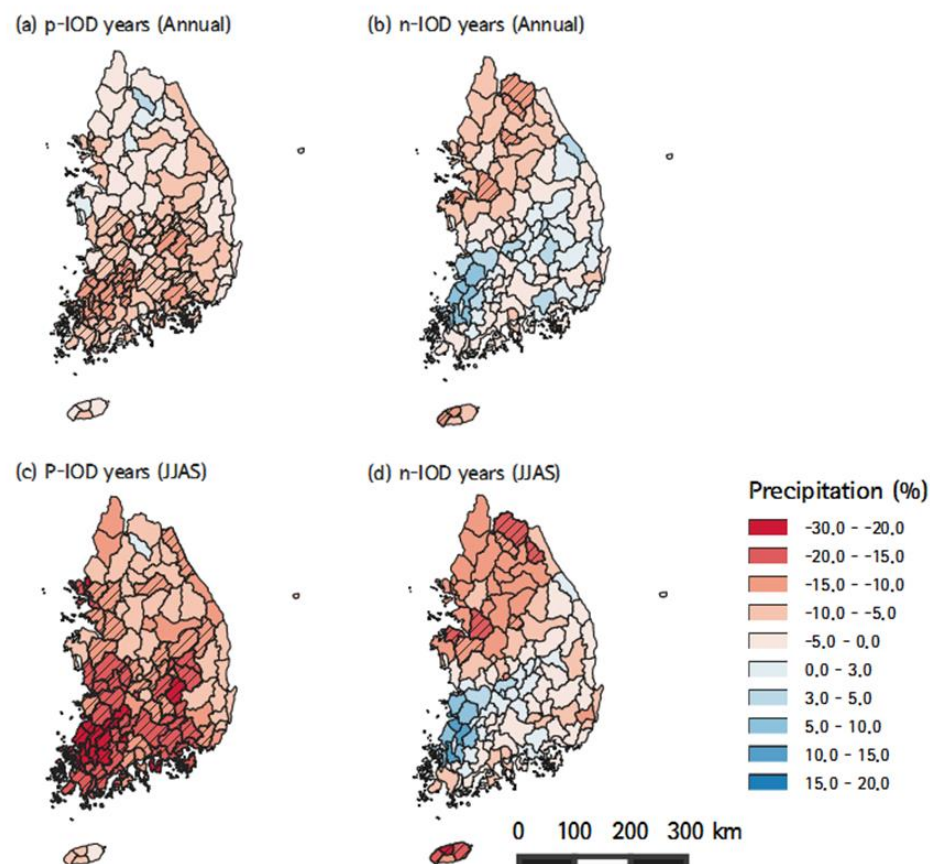 (a) p-IOD years (Annual)
(b) n-IOD years (Annual)
(c) P-IOD years (JJAS)
(d) n-IOD years (JJAS)
Precipitation (%)
-30.0 - -20.0
-20.0 - -15.0
-15.0 - -10.0
-10.0 - -5.0
-5.0 - 0.0
0.0 - 3.0
3.0 - 5.0
5.0 - 10.0
10.0 - 15.0
15.0 - 20.0
0 100 200 300 km